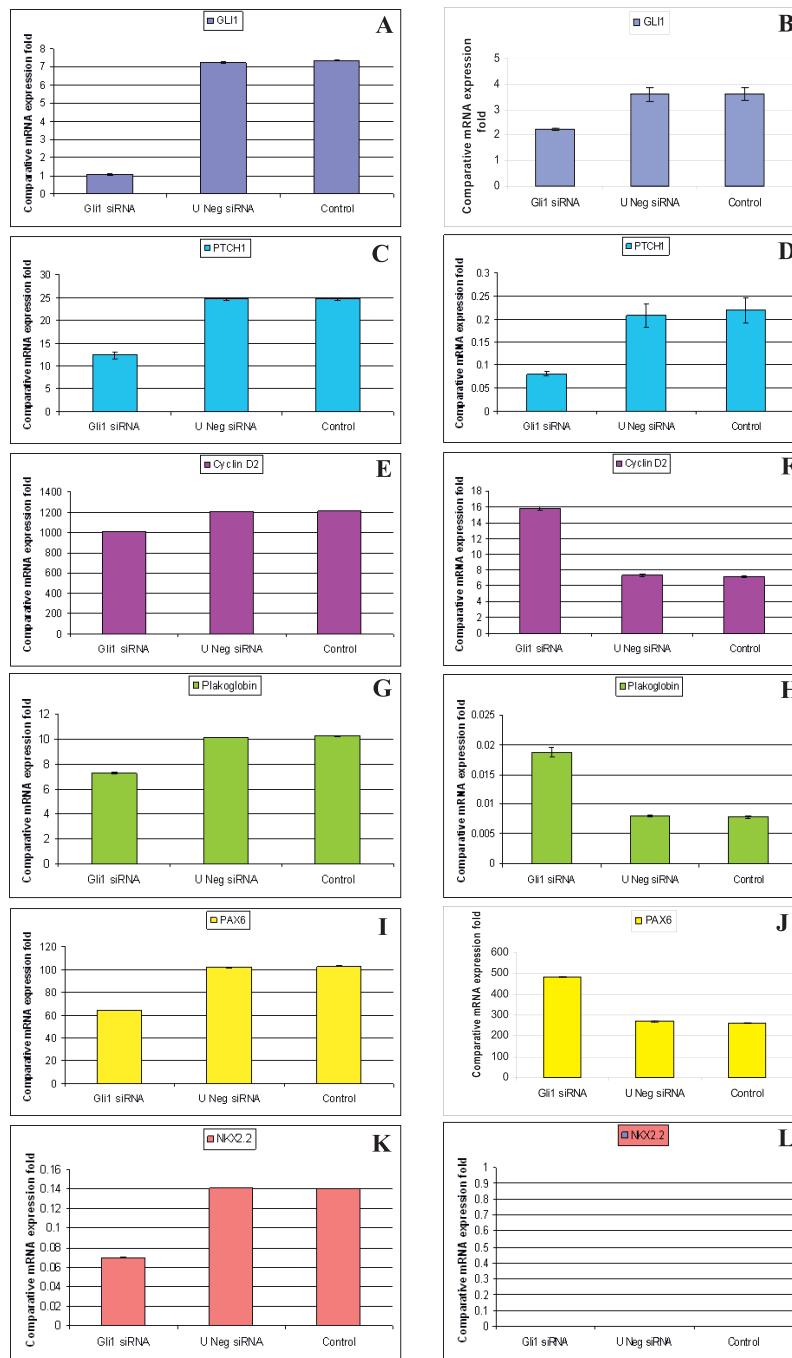 GLI1
A
Comparative mRNA expression fold
8
7
6
5
4
3
2
1
0
Gli1 siRNA U Neg siRNA Control
GLI1
B
Comparative mRNA expression
fold
5
4
3
2
1
0
Gli1 siRNA U Neg siRNA Control
PTCH1
C
Comparative mRNA expression fold
30
25
20
15
10
5
0
Gli1 siRNA U Neg siRNA Control
PTCH1
D
Comparative mRNA expression fold
0.3
0.25
0.2
0.15
0.1
0.05
0
Gli1 siRNA U Neg siRNA Control
Cyclin D2
E
Comparative mRNA expression fold
1400
1200
1000
800
600
400
200
0
Gli1 siRNA U Neg siRNA Control
Cyclin D2
F
Comparative mRNA expression fold
18
16
14
12
10
8
6
4
2
0
Gli1 siRNA U Neg siRNA Control
Plakoglobin
G
Comparative mRNA expression fold
12
10
8
6
4
2
0
Gli1 siRNA U Neg siRNA Control
Plakoglobin
H
Comparative mRNA expression fold
0.025
0.02
0.015
0.01
0.005
0
Gli1 siRNA U Neg siRNA Control
PAX6
I
Comparative mRNA expression fold
120
100
80
60
40
20
0
Gli1 siRNA U Neg siRNA Control
PAX6
J
Comparative mRNA expression fold
600
500
400
300
200
100
0
Gli1 siRNA U Neg siRNA Control
NKX2.2
K
Comparative mRNA expression fold
0.16
0.14
0.12
0.1
0.08
0.06
0.04
0.02
0
Gli1 siRNA U Neg siRNA Control
NKX2.2
L
Comparative mRNA expression fold
1
0.9
0.8
0.7
0.6
0.5
0.4
0.3
0.2
0.1
0
Gli1 siRNA U Neg siRNA Control